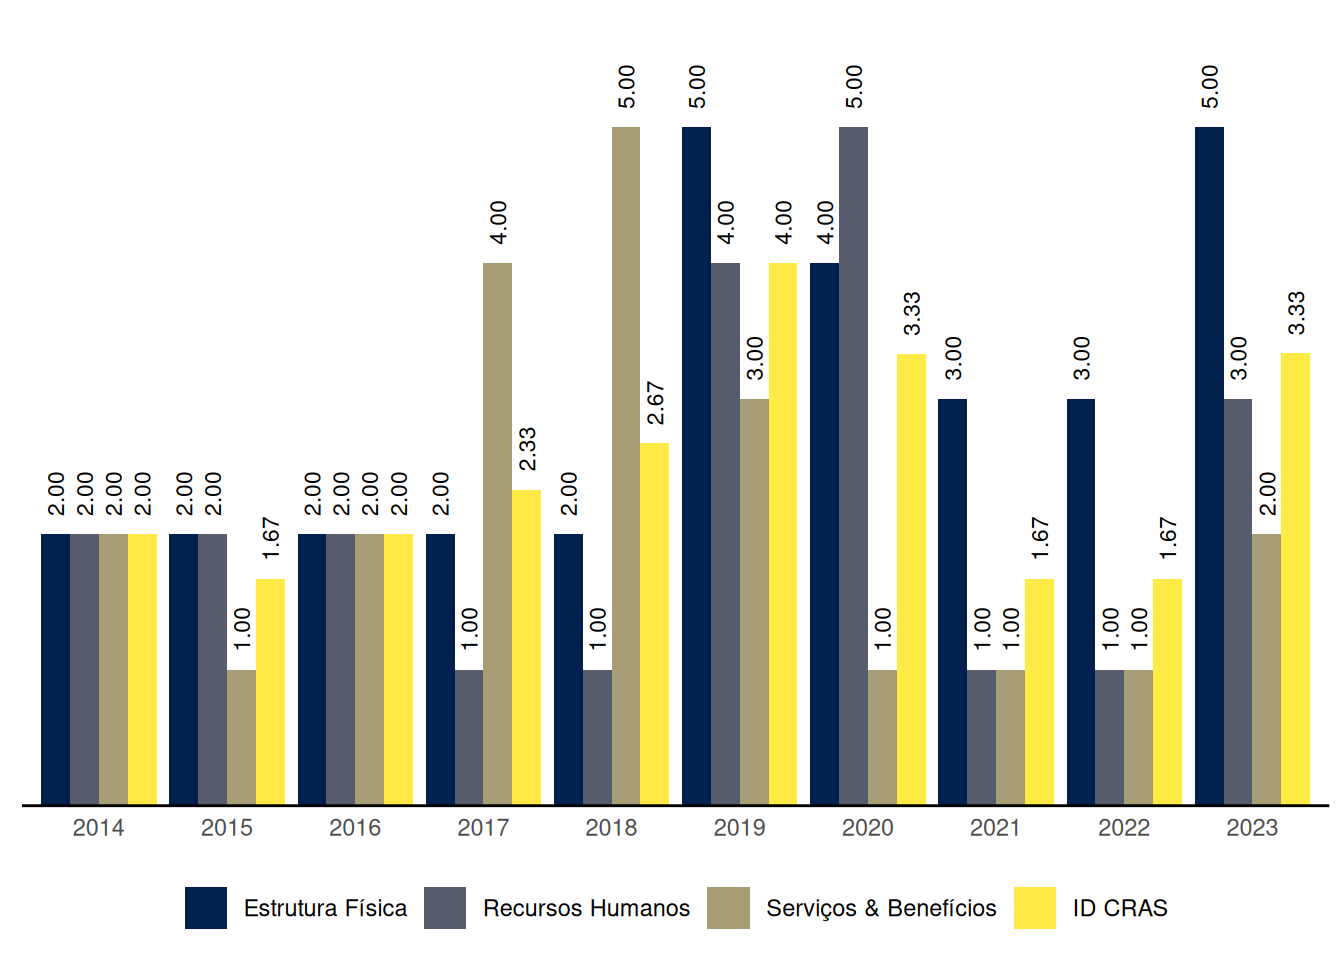 5.00 5.00 5.00 5.00
4.00 4.00 4.00 4.00
3.33 3.33
3.00 3.00 3.00 3.00
2.67
2.33
2.00 2.00 2.00 2.00 2.00 2.00 2.00 2.00 2.00 2.00 2.00 2.00 2.00
1.67 1.67 1.67
1.00 1.00 1.00 1.00 1.00 1.00 1.00 1.00
2014 2015 2016 2017 2018 2019 2020 2021 2022 2023
Estrutura Física Recursos Humanos Serviços & Benefícios ID CRAS